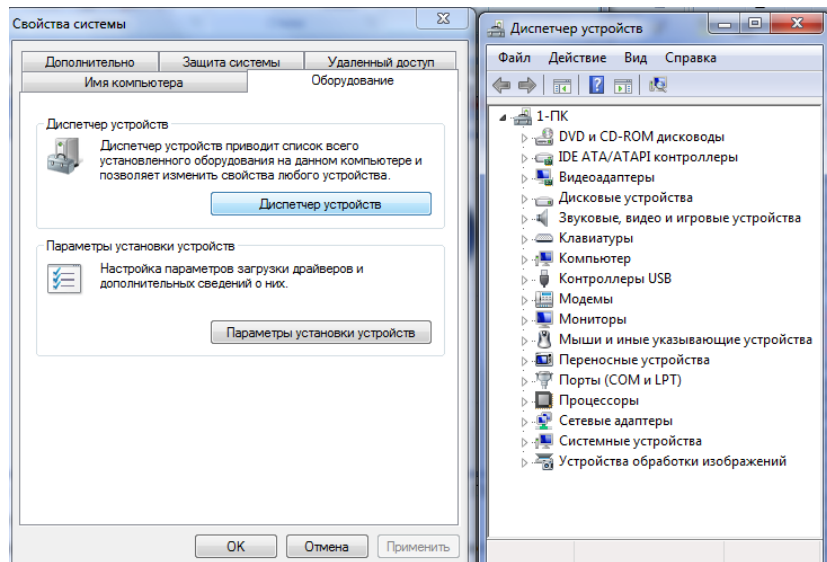 Свойства системы
Дополнительно
Защита системы
Удаленный доступ
Имя компьютера
Оборудование
Диспетчер устройств
Диспетчер устройств приводит список всего
установленного оборудования на данном компьютере и
позволяет изменить свойства любого устройства.
Диспетчер устройств
Параметры установки устройств
Настройка параметров загрузки драйверов и
дополнительных сведений о них.
Параметры установки устройств
OK
Отмена
Применить
Диспетчер устройств
Файл Действие Вид Справка
1-ПК
DVD и CD-ROM дисководы
IDE ATA/ATAPI контроллеры
Видеоадаптеры
Дисковые устройства
Звуковые, видео и игровые устройства
Клавиатуры
Компьютер
Контроллеры USB
Модемы
Мониторы
Мыши и иные указывающие устройства
Переносные устройства
Порты (COM и LPT)
Процессоры
Сетевые адаптеры
Системные устройства
Устройства обработки изображений